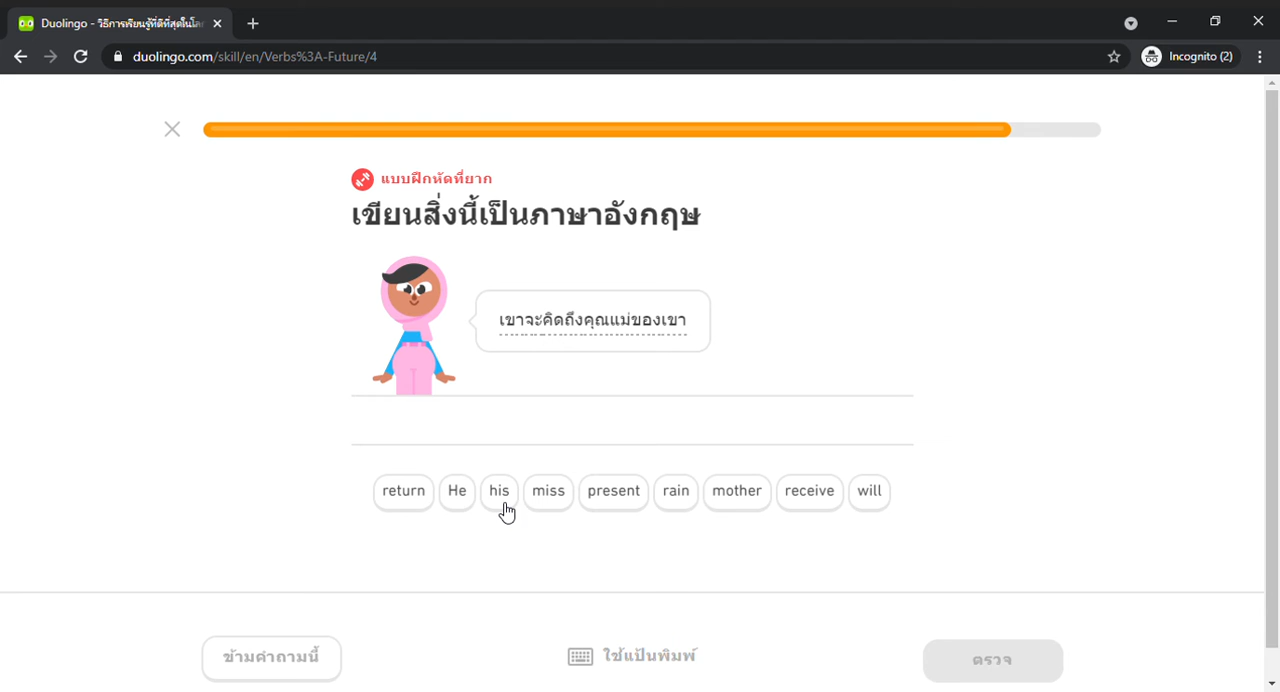 Duolingo - วิธีการเรียนรู้ที่ดีที่สุดในโล
duolingo.com/skill/en/Verbs%3A-Future/4
Incognito (2)
แบบฝึกหัดที่ยาก
เขียนสิ่งนี้เป็นภาษาอังกฤษ
เขาจะคิดถึงคุณแม่ของเขา
return He his miss present rain mother receive will
ข้ามคำถามนี้
ใช้แป้นพิมพ์
ตรวจ